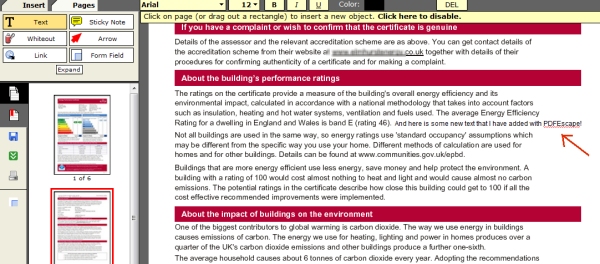 Insert Pages
Arial 12 B I U Color: DEL
Text Sticky Note
Click on page (or drag out a rectangle) to insert a new object. Click here to disable.
Whiteout Arrow
Link Form Field
Expand
1 of 6
If you have a complaint or wish to confirm that the certificate is genuine
Details of the assessor and the relevant accreditation scheme are as above. You can get contact details of
the accreditation scheme from their website at .co.uk together with details of their
procedures for confirming authenticity of a certificate and for making a complaint.
About the building's performance ratings
The ratings on the certificate provide a measure of the building's overall energy efficiency and its
environmental impact, calculated in accordance with a national methodology that takes into account factors
such as insulation, heating and hot water systems, ventilation and fuels used. The average Energy Efficiency
Rating for a dwelling in England and Wales is band E (rating 46). And here is some new text that I have added with PDFEscape!
Not all buildings are used in the same way, so energy ratings use 'standard occupancy' assumptions which
may be different from the specific way you use your home. Different methods of calculation are used for
homes and for other buildings. Details can be found at www.communities.gov.uk/epbd.
Buildings that are more energy efficient use less energy, save money and help protect the environment. A
building with a rating of 100 would cost almost nothing to heat and light and would cause almost no carbon
emissions. The potential ratings in the certificate describe how close this building could get to 100 if all the
cost effective recommended improvements were implemented.
About the impact of buildings on the environment
One of the biggest contributors to global warming is carbon dioxide. The way we use energy in buildings
causes emissions of carbon. The energy we use for heating, lighting and power in homes produces over a
quarter of the UK's carbon dioxide emissions and other buildings produce a further one-sixth.
The average household causes about 6 tonnes of carbon dioxide every year. Adopting the recommendations